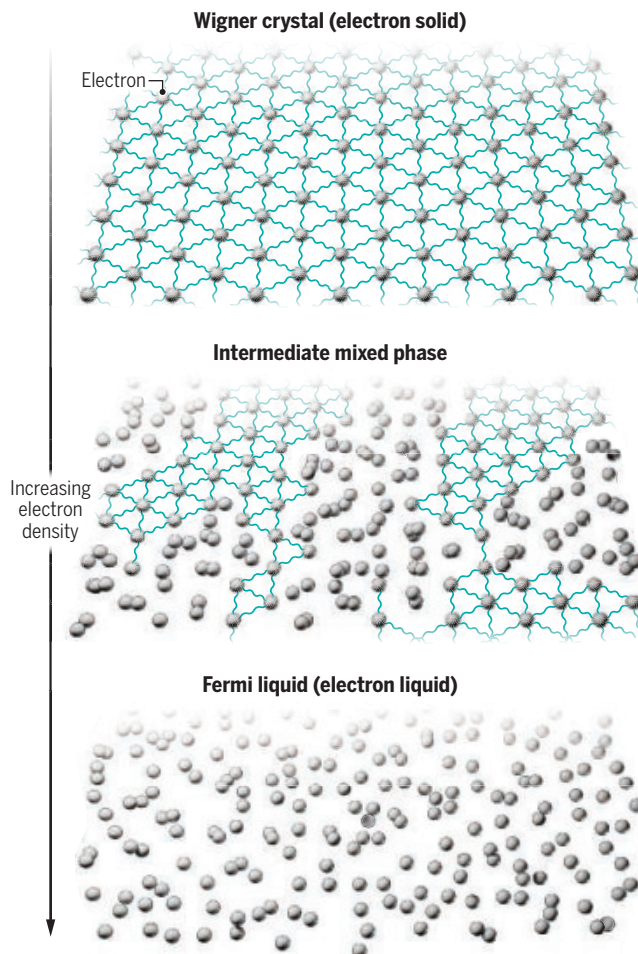 Wigner crystal (electron solid)
Electron
Intermediate mixed phase
Increasing
electron
density
Fermi liquid (electron liquid)